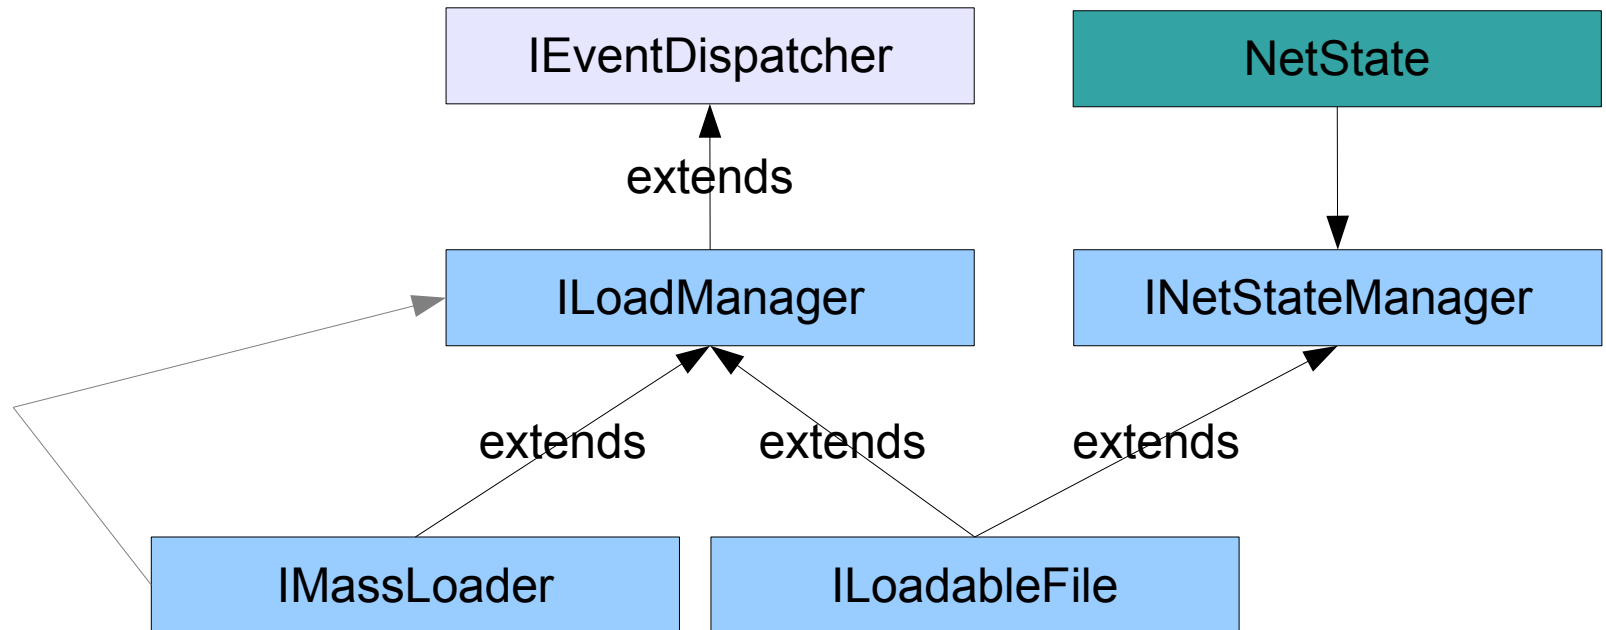 IEventDispatcher
NetState
extends
ILoadManager
INetStateManager
extends
extends
extends
IMassLoader
ILoadableFile